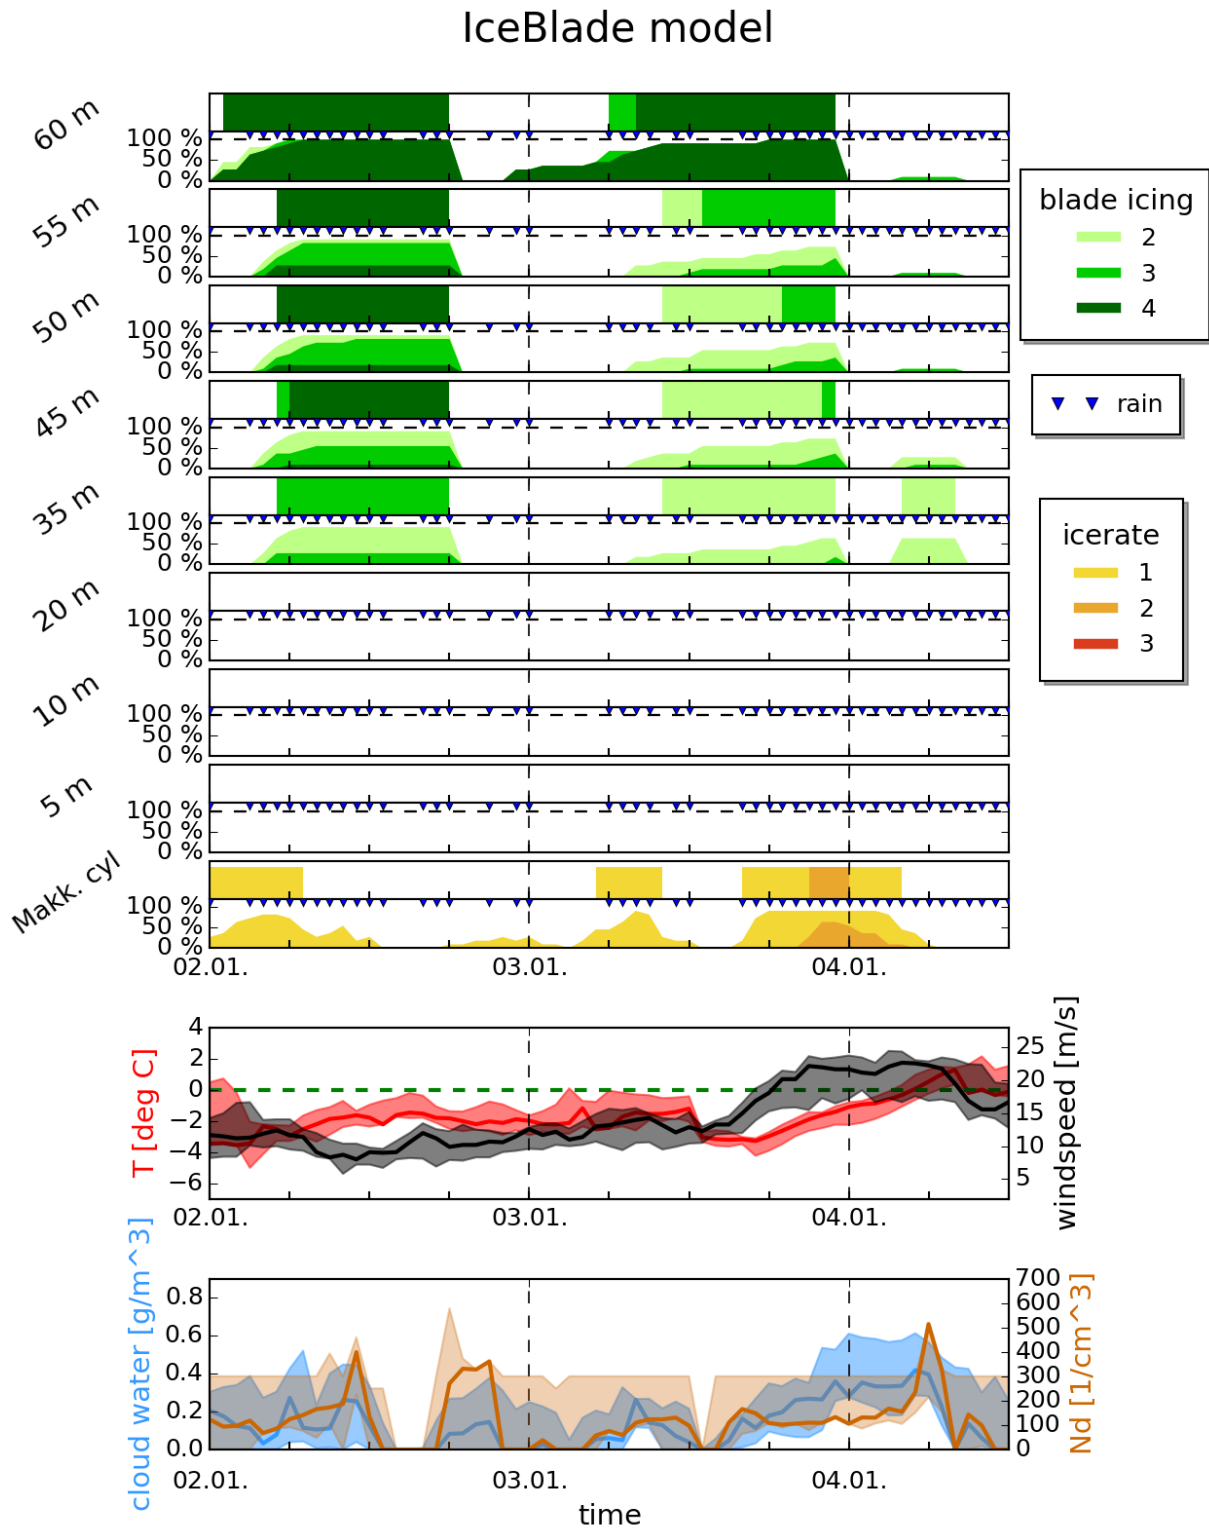 IceBlade model
60 m
100 %
50 %
0 %
55 m
100 %
50 %
0 %
50 m
100 %
50 %
0 %
45 m
100 %
50 %
0 %
35 m
100 %
50 %
0 %
20 m
100 %
50 %
0 %
10 m
100 %
50 %
0 %
5 m
100 %
50 %
0 %
Makk. cyl
100 %
50 %
0 %
02.01. 03.01. 04.01.
blade icing
2
3
4
rain
icerate
1
2
3
T [deg C]
4
2
0
−2
−4
−6
25
20
15
10
5
windspeed [m/s]
02.01. 03.01. 04.01.
cloud water [g/m^3]
0.8
0.6
0.4
0.2
0.0
700
600
500
400
300
200
100
0
Nd [1/cm^3]
02.01. 03.01. 04.01.
time